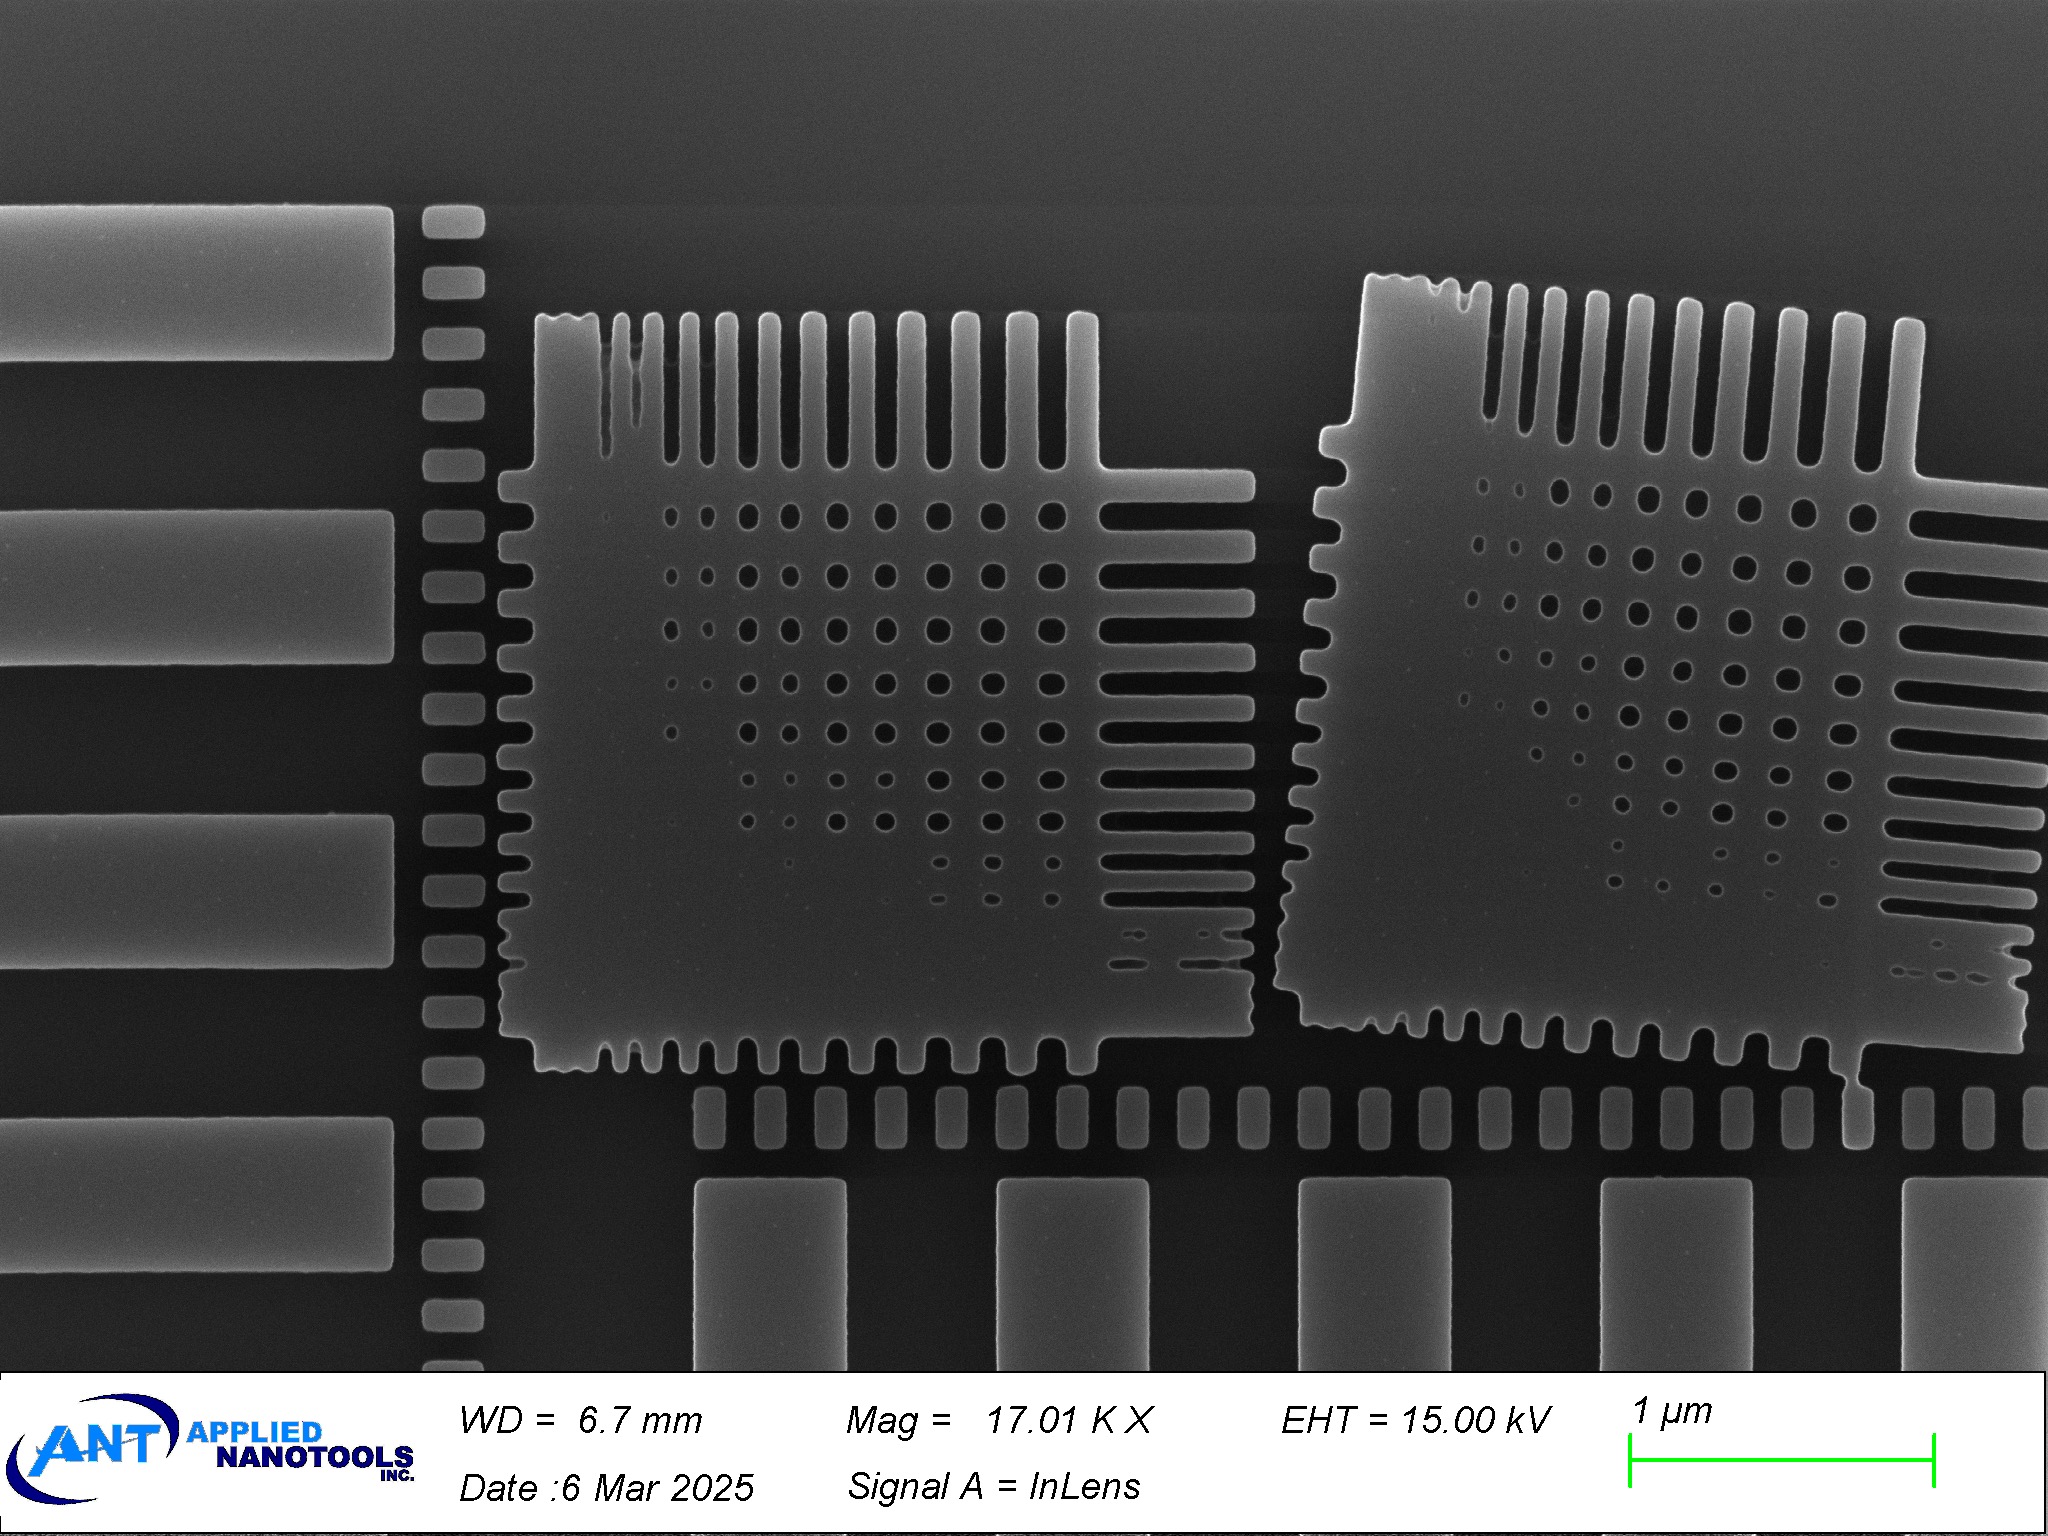 ANT APPLIED
NANOTOOLS
INC.
WD = 6.7 mm Mag = 17.01 K X EHT = 15.00 kV 1 µm
Date :6 Mar 2025 Signal A = InLens